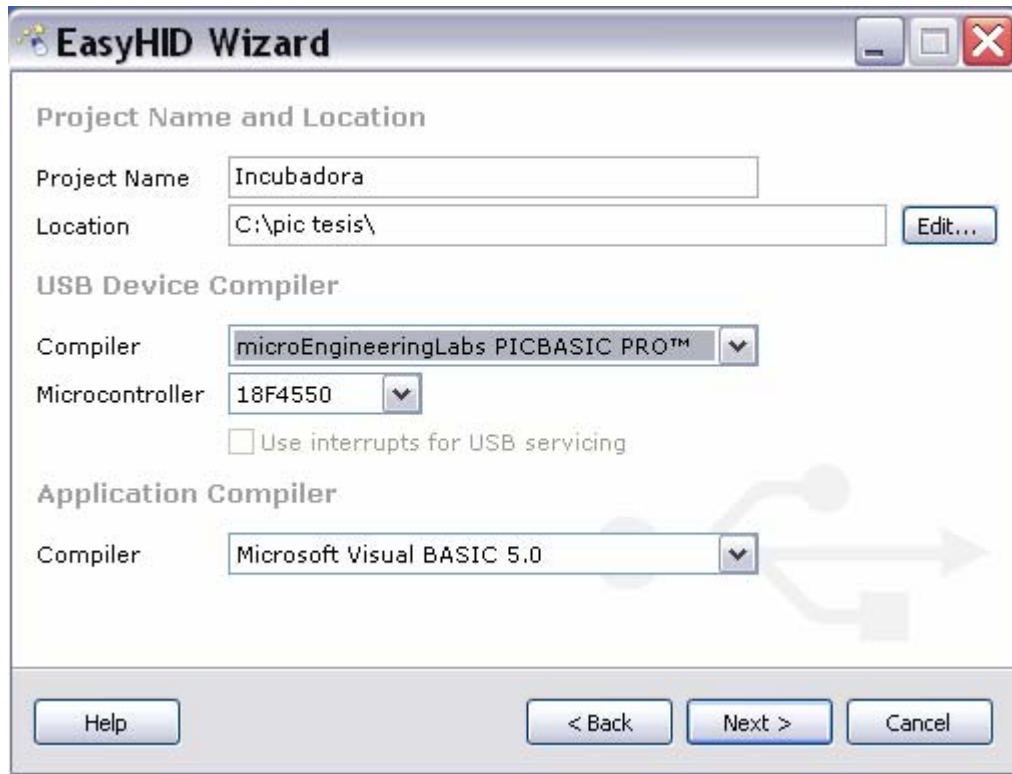 EasyHID Wizard
Project Name and Location
Project Name Incubadora
Location C:\pic tesis\ Edit...
USB Device Compiler
Compiler microEngineeringLabs PICBASIC PRO™
Microcontroller 18F4550
Use interrupts for USB servicing
Application Compiler
Compiler Microsoft Visual BASIC 5.0
Help < Back Next > Cancel